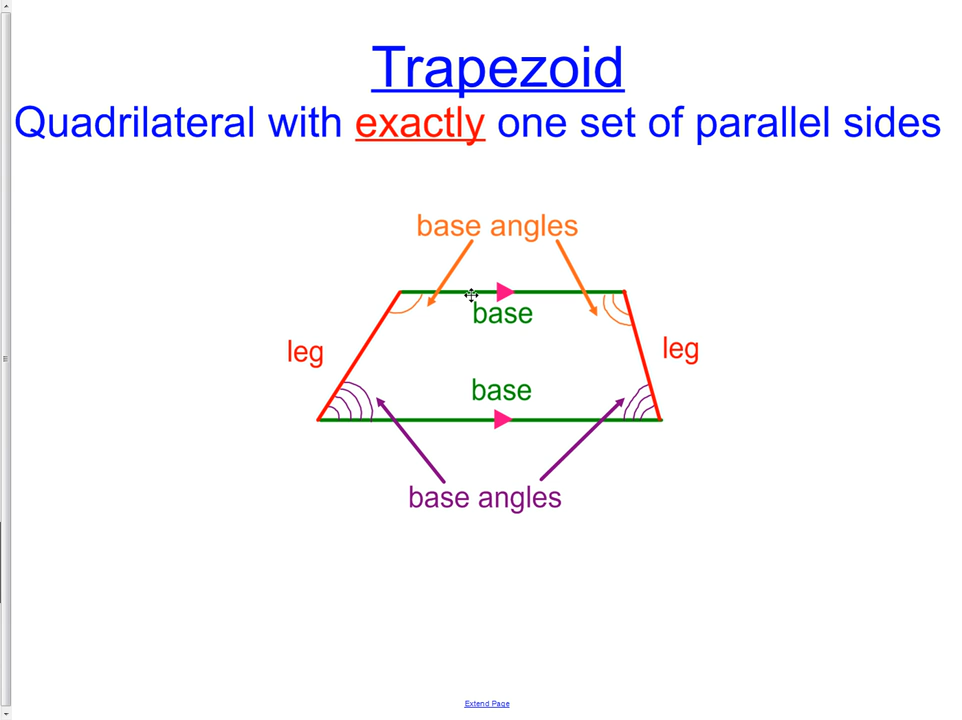 Trapezoid
Quadrilateral with exactly one set of parallel sides
base angles
base
leg
leg
base
base angles
Extend Page